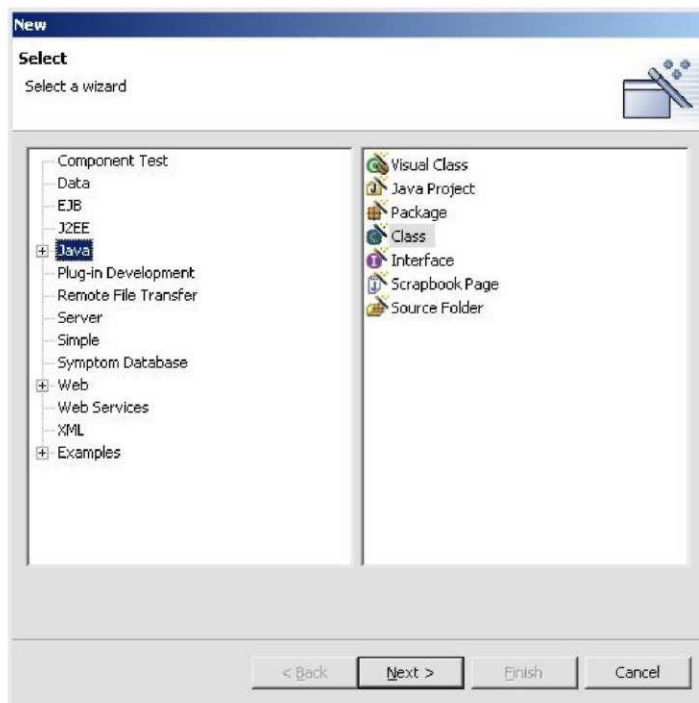 New
Select
Select a wizard
Component Test
Data
EJB
J2EE
Java
Plug-in Development
Remote File Transfer
Server
Simple
Symptom Database
Web
Web Services
XML
Examples
Visual Class
Java Project
Package
Class
Interface
Scrapbook Page
Source Folder
< Back
Next >
Finish
Cancel